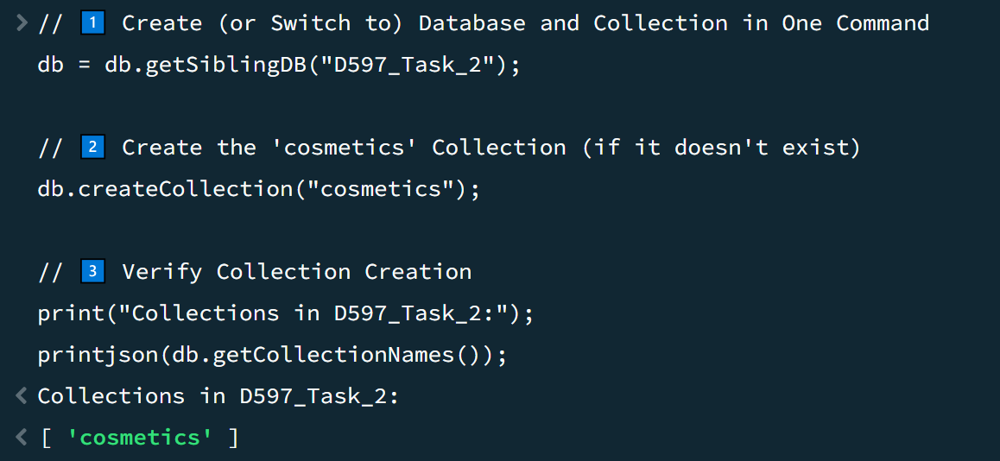 > // 1️⃣ Create (or Switch to) Database and Collection in One Command
db = db.getSiblingDB("D597_Task_2");
// 2️⃣ Create the 'cosmetics' Collection (if it doesn't exist)
db.createCollection("cosmetics");
// 3️⃣ Verify Collection Creation
print("Collections in D597_Task_2:");
printjson(db.getCollectionNames());
< Collections in D597_Task_2:
< [ 'cosmetics' ]